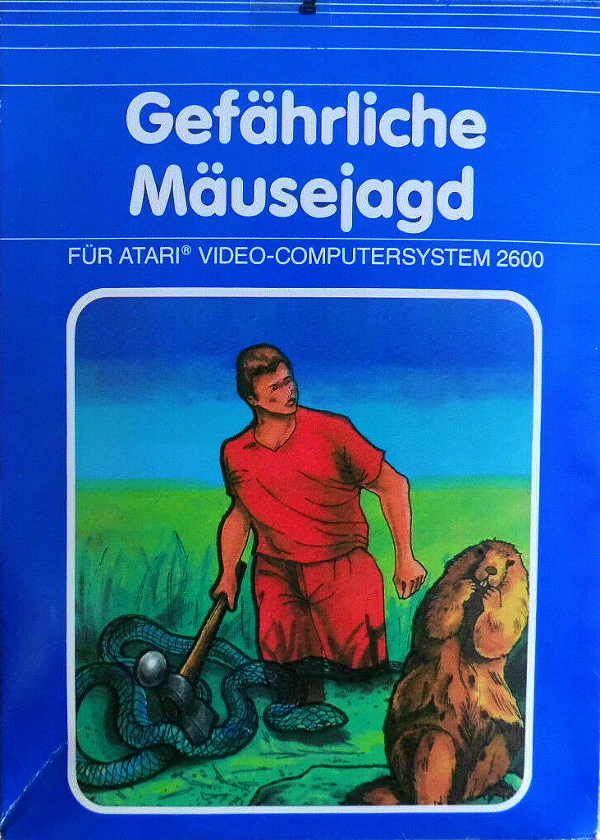 Gefährliche
Mäusejagd
FÜR ATARI® VIDEO-COMPUTERSYSTEM 2600